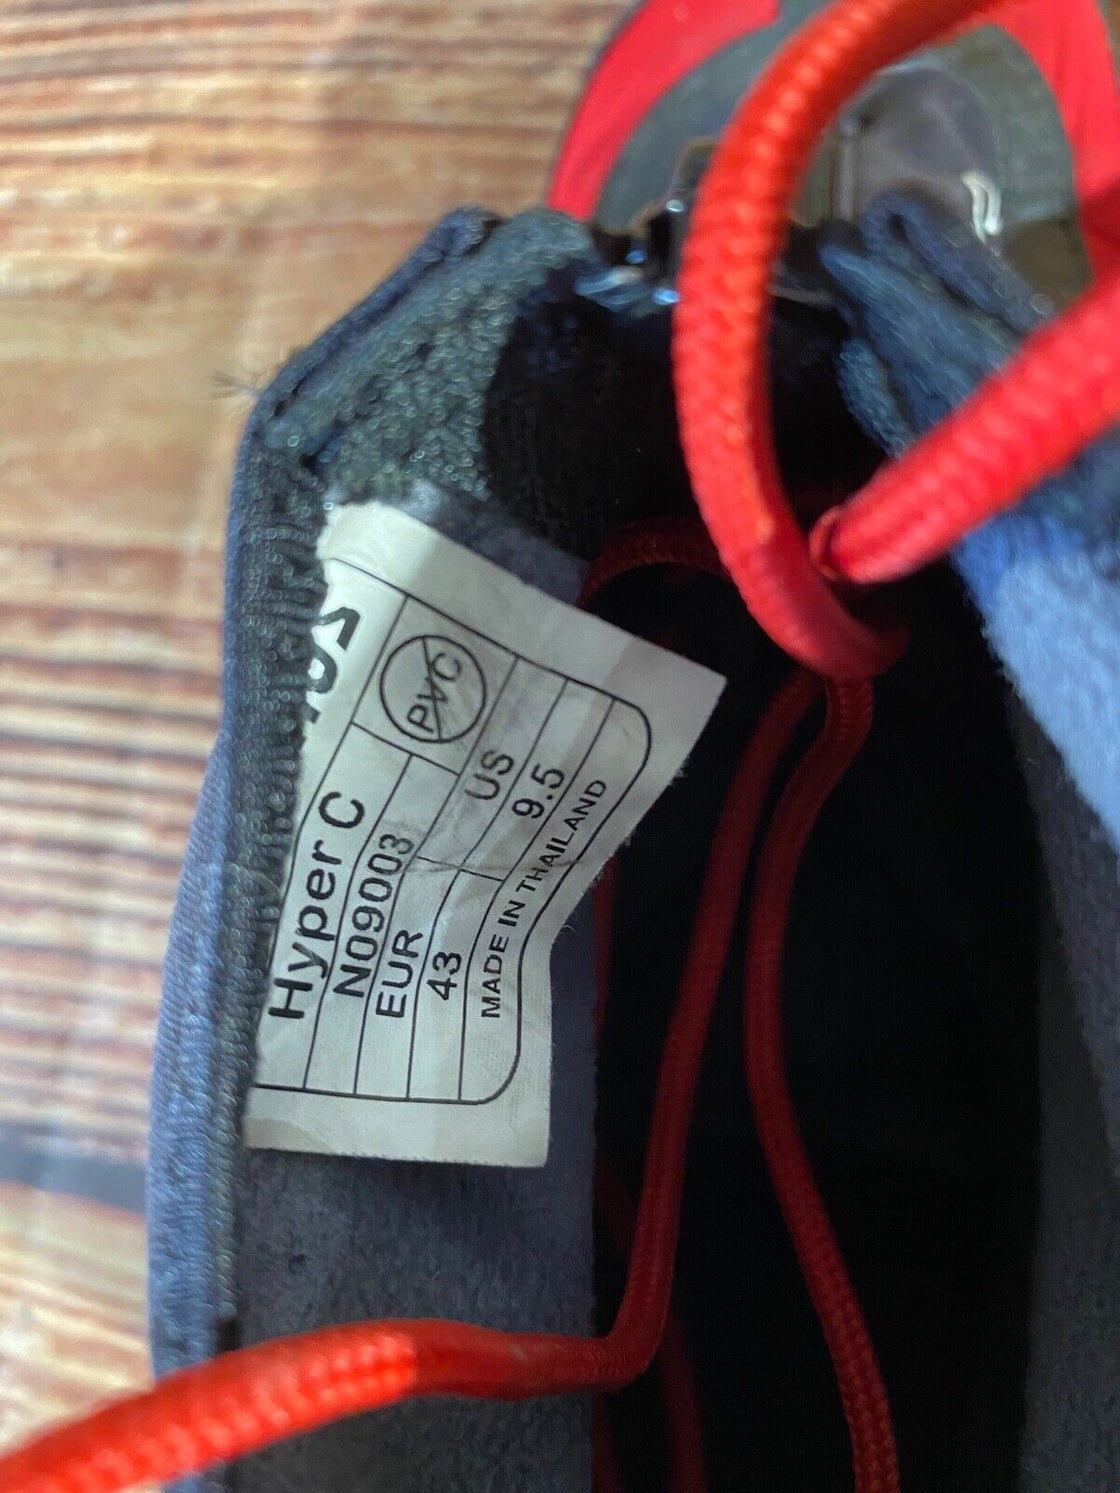 PVC
Hyper C
N09003
EUR US
43 9.5
MADE IN THAILAND